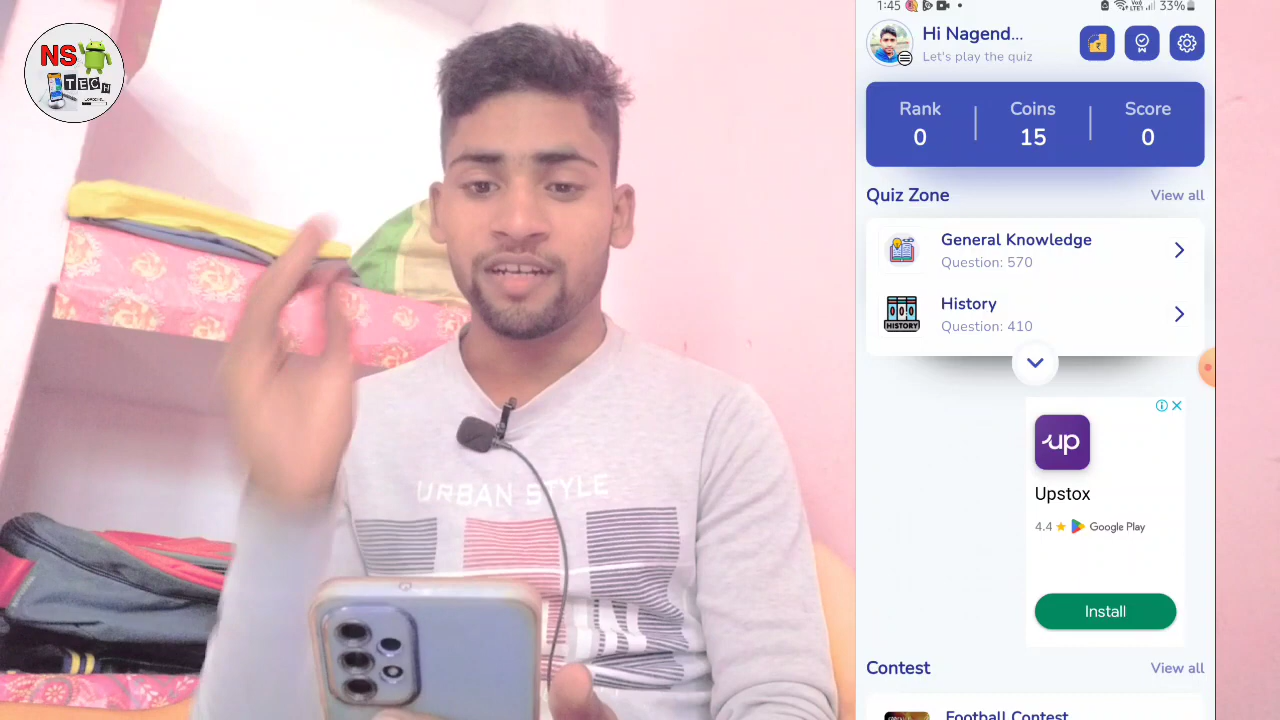 NS
TECH
URBAN STYLE
1:45
33%
Hi Nagend...
Let's play the quiz
Rank
Coins
Score
0
15
0
Quiz Zone
View all
General Knowledge
Question: 570
History
Question: 410
HISTORY
up
Upstox
4.4 ★ Google Play
Install
Contest
View all
Football Contest